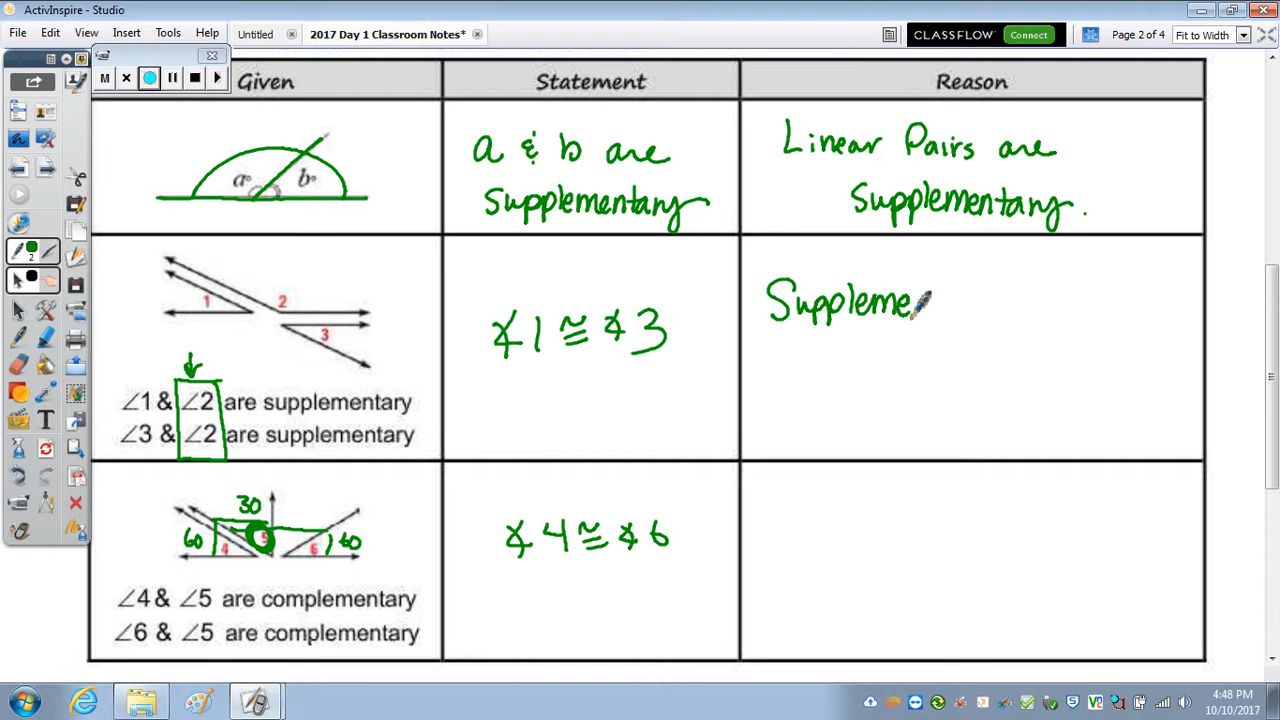 ActivInspire - Studio
File Edit View Insert Tools Help
Untitled
2017 Day 1 Classroom Notes*
CLASSFLOW
Connect
Page 2 of 4
Fit to Width
M
Given Statement Reason
a° b°
a & b are
Supplementary
Linear Pairs are
Supplementary.
1 2
3
∠1 & ∠2 are supplementary
∠3 & ∠2 are supplementary
∡1 ≅ ∡3
Suppleme
30
60 4 5 6 60
∠4 & ∠5 are complementary
∠6 & ∠5 are complementary
∡4 ≅ ∡6
2
T
4:48 PM
10/10/2017